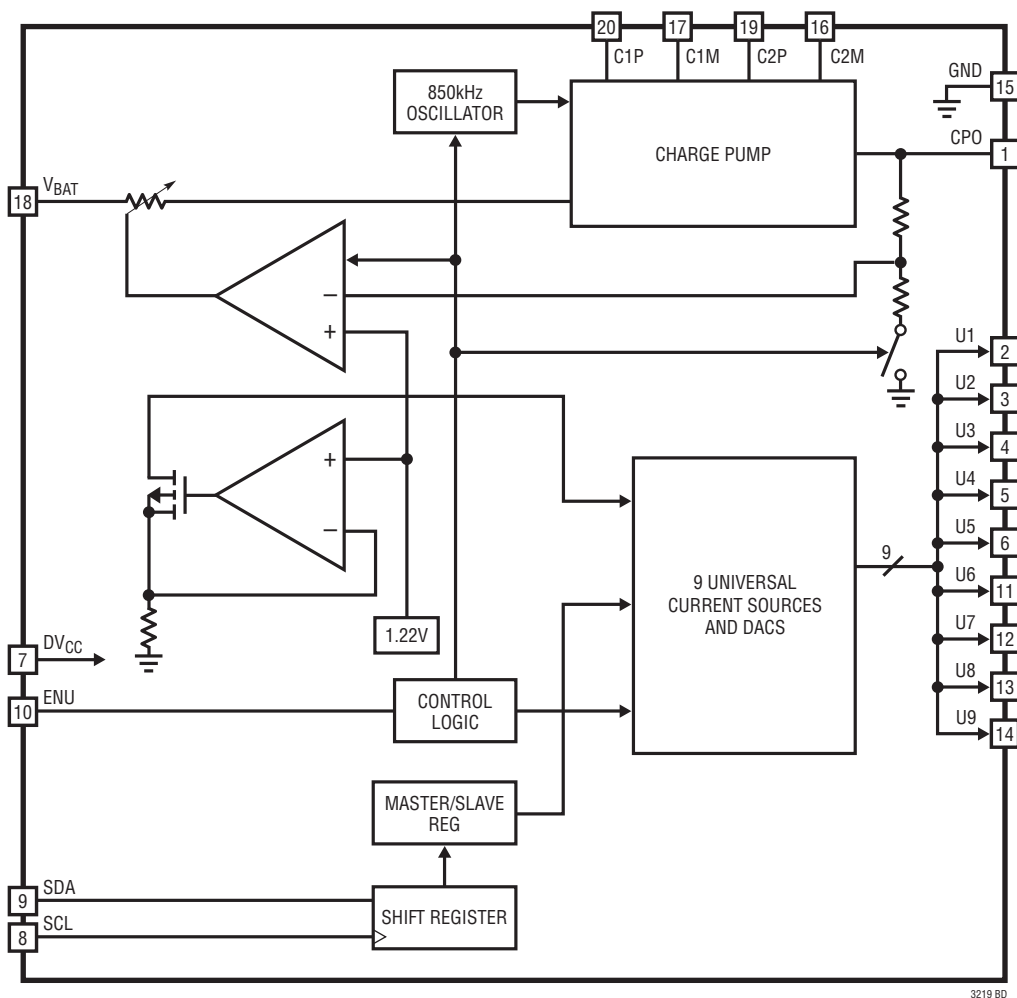 20 17 19 16
C1P C1M C2P C2M
GND
15
850kHz
OSCILLATOR
CHARGE PUMP
CPO
1
VBAT
18
–
+
U1
2
U2
3
+
U3
4
U4
5
–
U5
6
9
9 UNIVERSAL
CURRENT SOURCES
AND DACS
U6
11
1.22V
U7
12
DVCC
7
U8
13
ENU
10
CONTROL
LOGIC
U9
14
MASTER/SLAVE
REG
SDA
9
SHIFT REGISTER
SCL
8
3219 BD